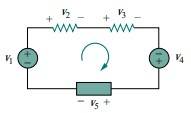 v2 v3
+ − + −
v1 + − + − v4
− v5 +